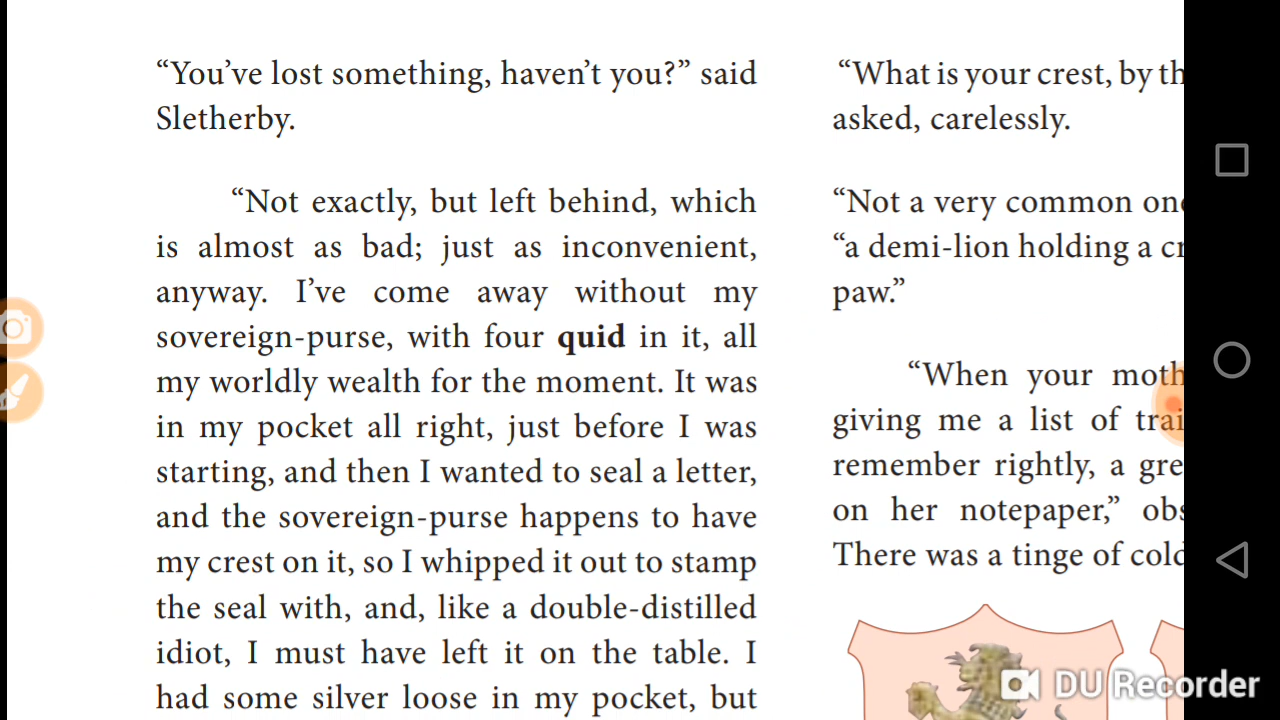 “You’ve lost something, haven’t you?” said
Sletherby.
“Not exactly, but left behind, which
is almost as bad; just as inconvenient,
anyway. I’ve come away without my
sovereign-purse, with four quid in it, all
my worldly wealth for the moment. It was
in my pocket all right, just before I was
starting, and then I wanted to seal a letter,
and the sovereign-purse happens to have
my crest on it, so I whipped it out to stamp
the seal with, and, like a double-distilled
idiot, I must have left it on the table. I
had some silver loose in my pocket, but
“What is your crest, by th
asked, carelessly.
“Not a very common one
“a demi-lion holding a cr
paw.”
“When your moth
giving me a list of trai
remember rightly, a gre
on her notepaper,” obs
There was a tinge of cold
DU Recorder